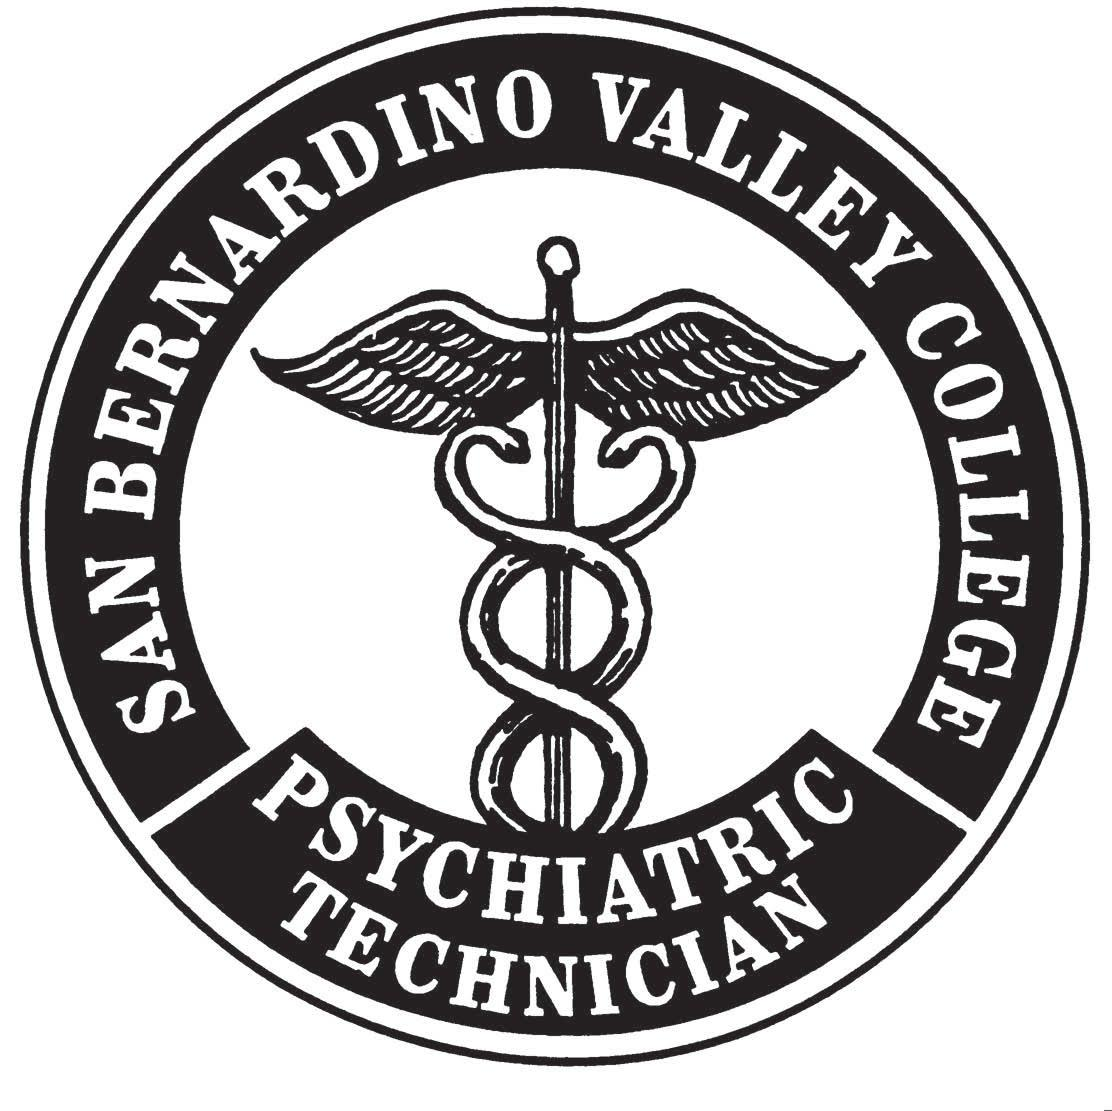 SAN BERNARDINO VALLEY COLLEGE
PSYCHIATRIC
TECHNICIAN